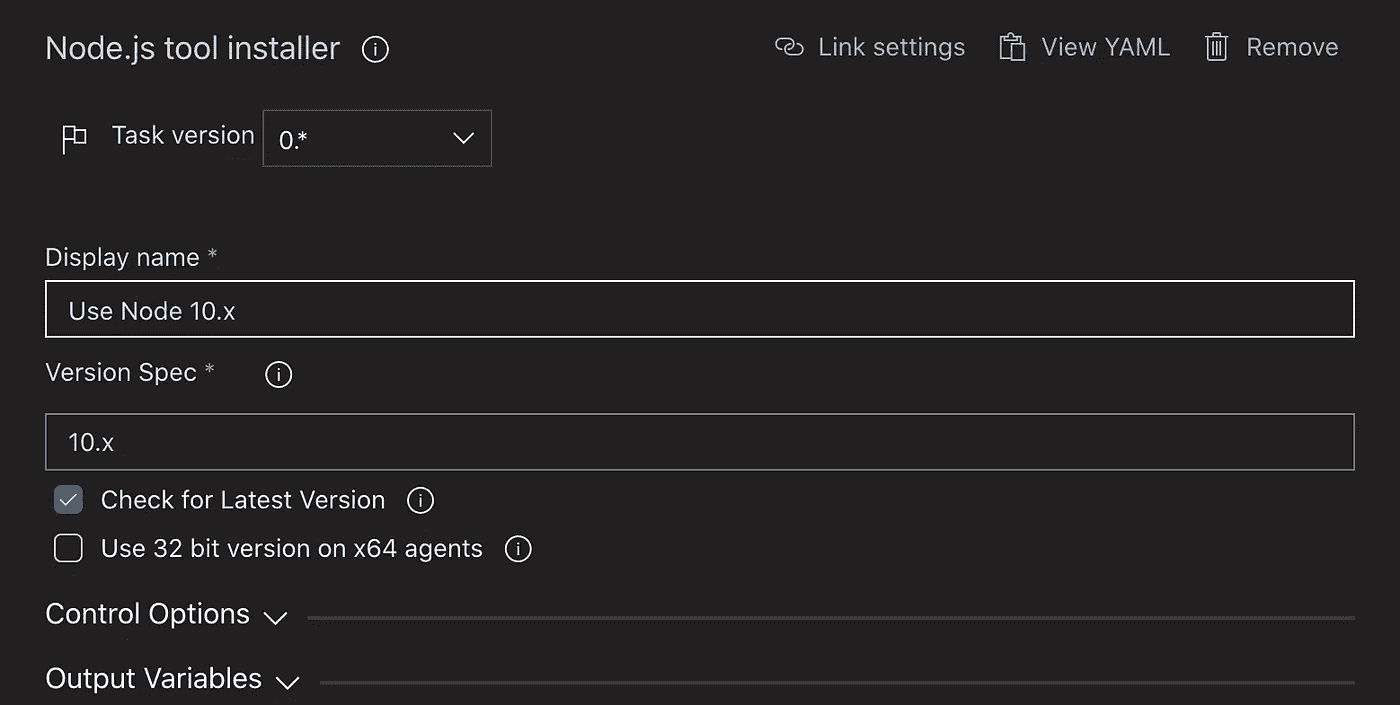 Node.js tool installer
Link settings
View YAML
Remove
Task version
0.*
Display name *
Use Node 10.x
Version Spec *
10.x
Check for Latest Version
Use 32 bit version on x64 agents
Control Options
Output Variables